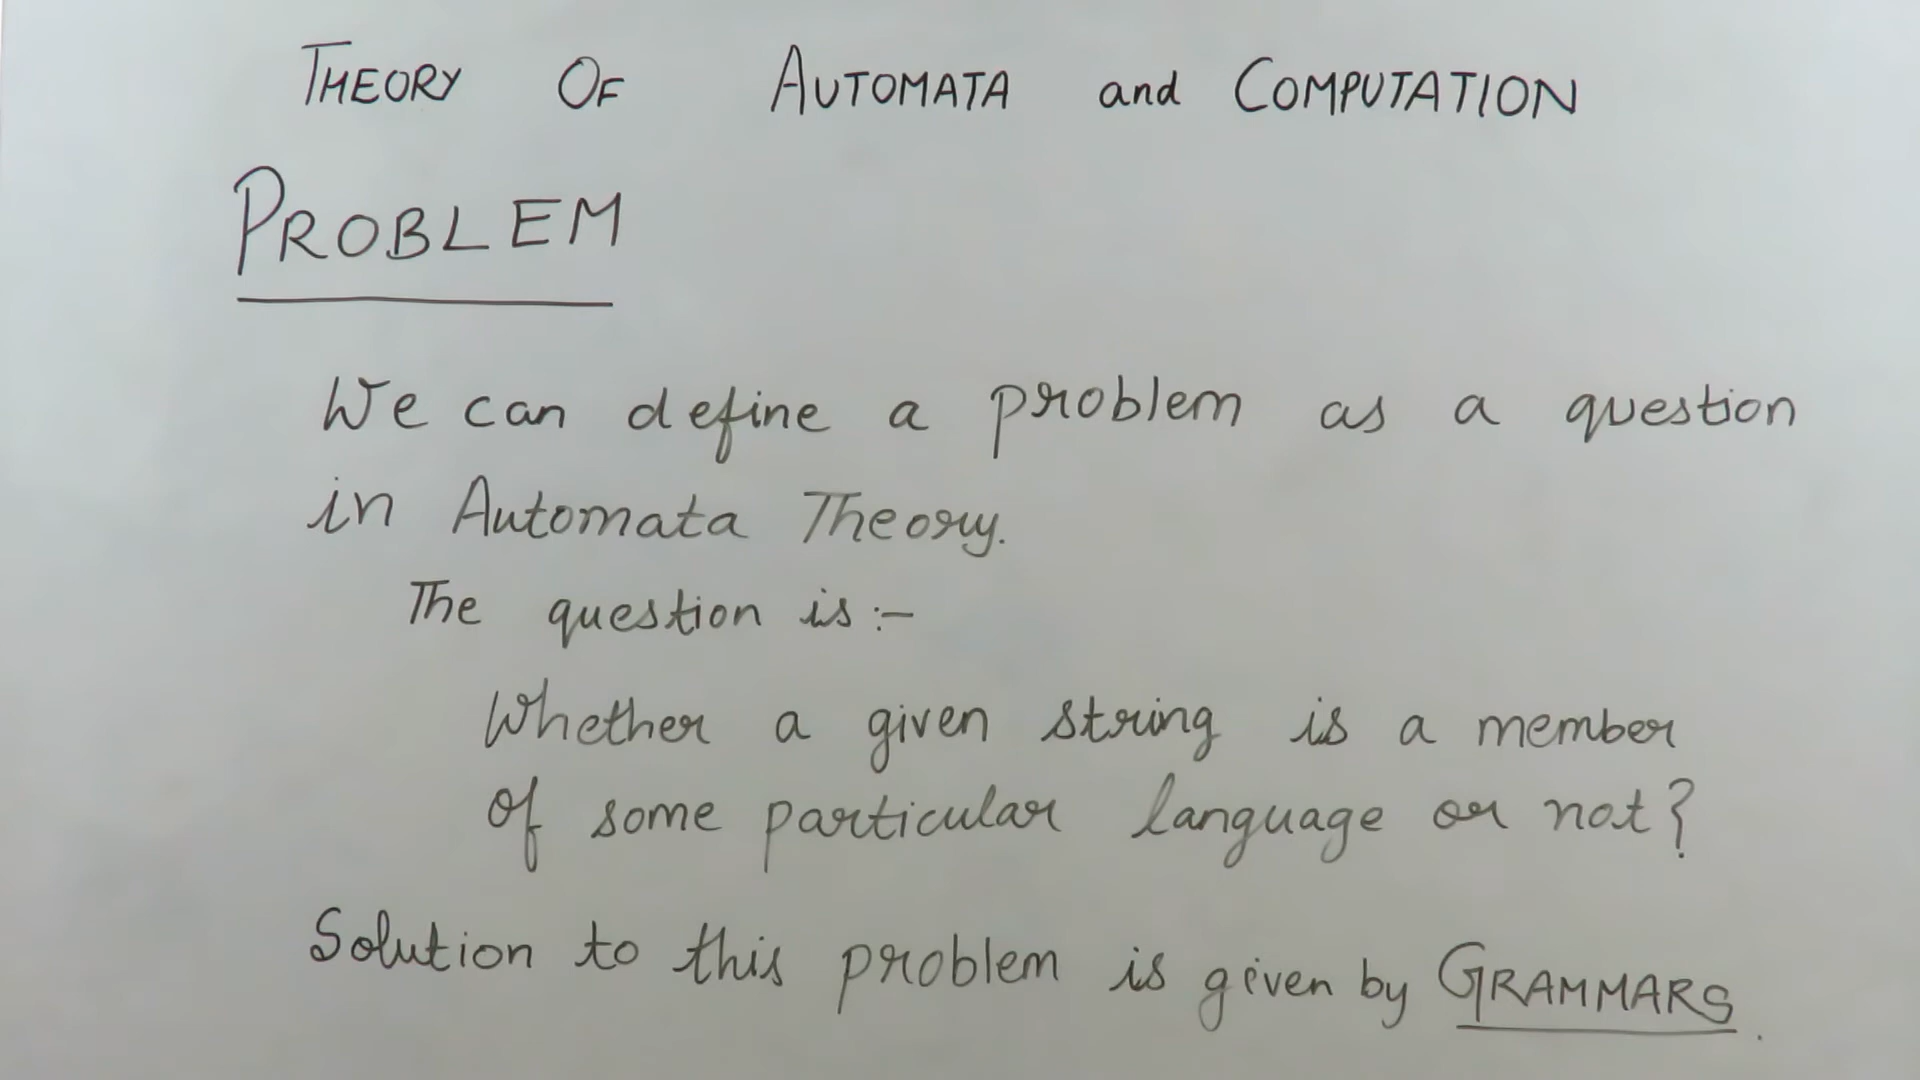 THEORY OF AUTOMATA and COMPUTATION
PROBLEM
We can define a problem as a question
in Automata Theory.
The question is :-
Whether a given string is a member
of some particular language or not?
Solution to this problem is given by GRAMMARS.